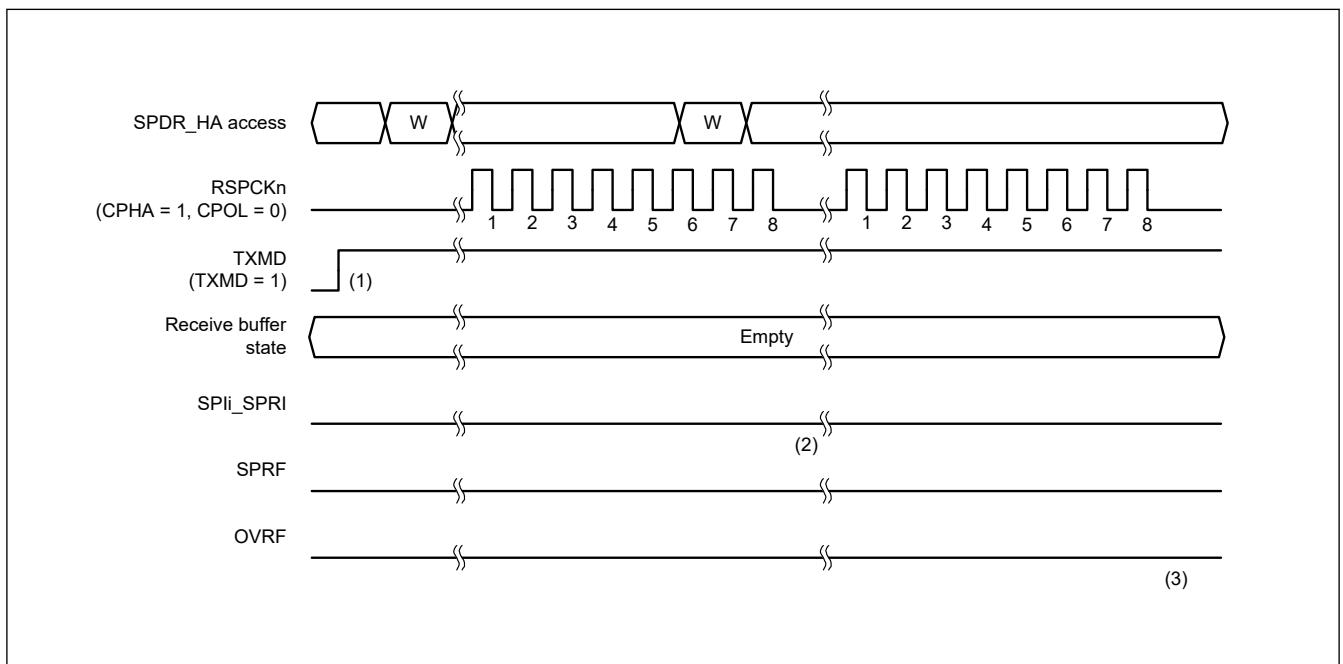 SPDR_HA access
W
W
RSPCKn
(CPHA = 1, CPOL = 0)
1 2 3 4 5 6 7 8
1 2 3 4 5 6 7 8
TXMD
(TXMD = 1)
(1)
Receive buffer
state
Empty
SPIi_SPRI
(2)
SPRF
OVRF
(3)